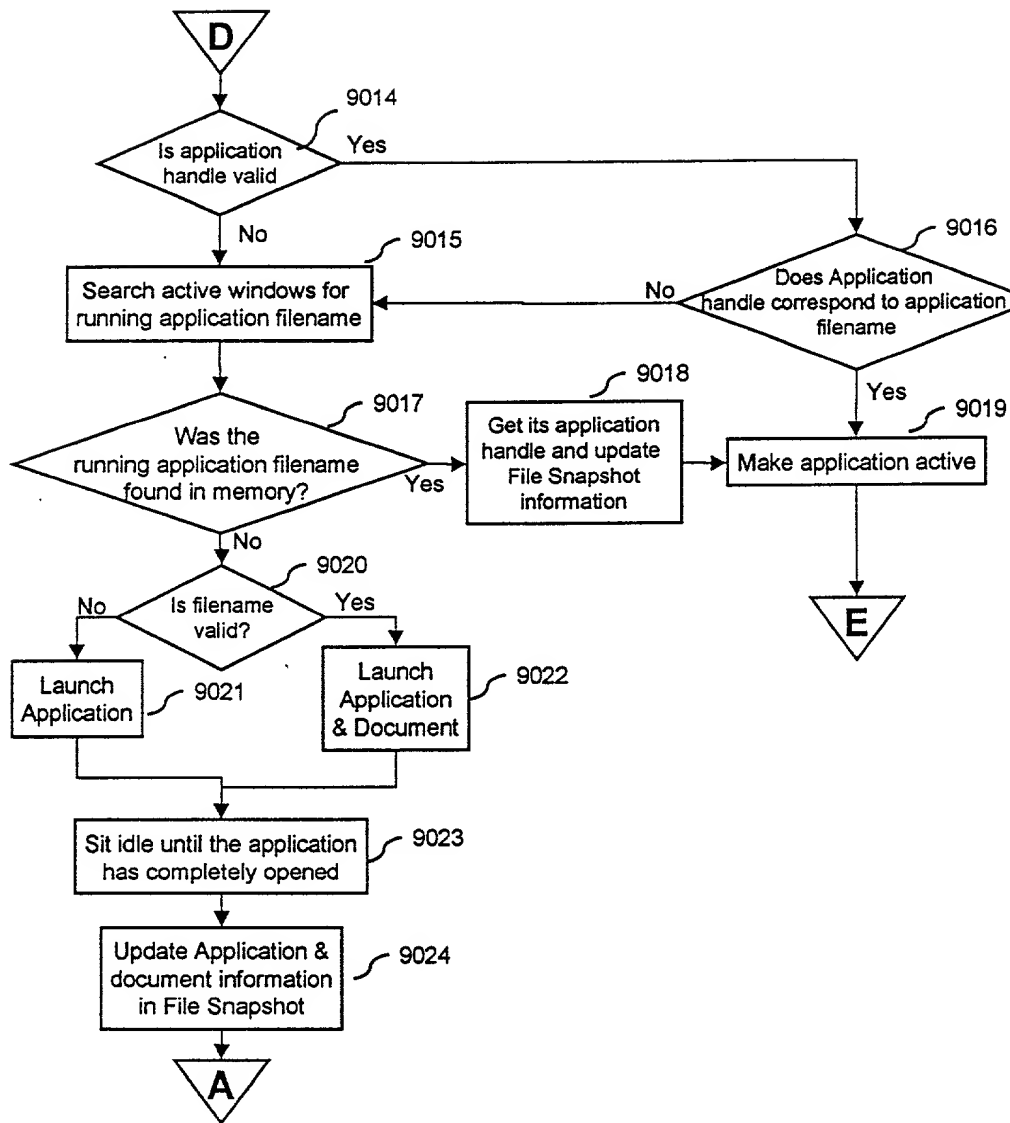 D
9014
Is application
handle valid
Yes
No
9015
Search active windows for
running application filename
9016
Does Application
handle correspond to application
filename
No
Yes
9017
Was the
running application filename
found in memory?
Yes
No
9018
Get its application
handle and update
File Snapshot
information
9019
Make application active
E
9020
Is filename
valid?
No
Yes
Launch
Application
9021
Launch
Application
& Document
9022
Sit idle until the application
has completely opened
9023
Update Application &
document information
in File Snapshot
9024
A